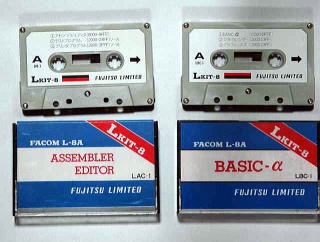 A
LKIT-8
FUJITSU LIMITED
A
LKIT-8
FUJITSU LIMITED
LKIT-8
FACOM L-8A
ASSEMBLER
EDITOR
LAC-1
FUJITSU LIMITED
LKIT-8
FACOM L-8A
BASIC-α
LBC-1
FUJITSU LIMITED